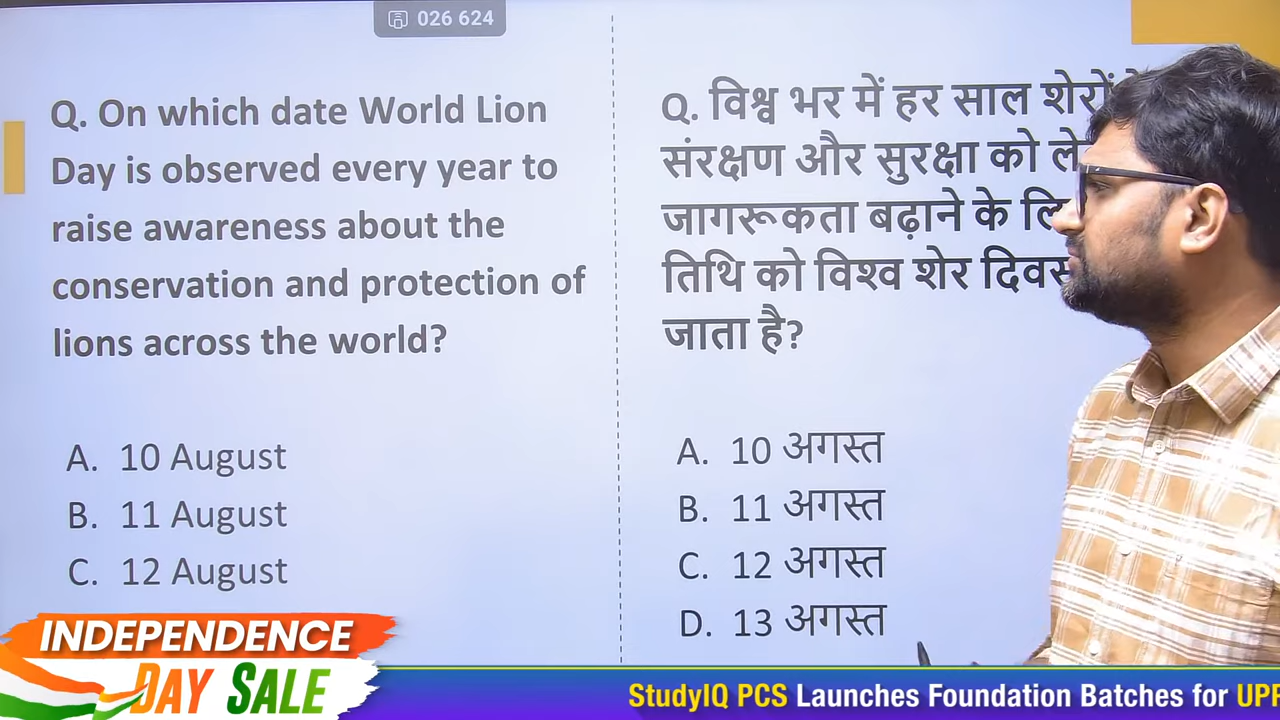 026 624
Q. On which date World Lion
Day is observed every year to
raise awareness about the
conservation and protection of
lions across the world?
A. 10 August
B. 11 August
C. 12 August
Q. विश्व भर में हर साल शेरों
संरक्षण और सुरक्षा को
जागरूकता बढ़ाने के
तिथि को विश्व शेर
जाता है?
A. 10 अगस्त
B. 11 अगस्त
C. 12 अगस्त
D. 13 अगस्त
INDEPENDENCE
DAY SALE
StudyIQ PCS Launches Foundation Batches for